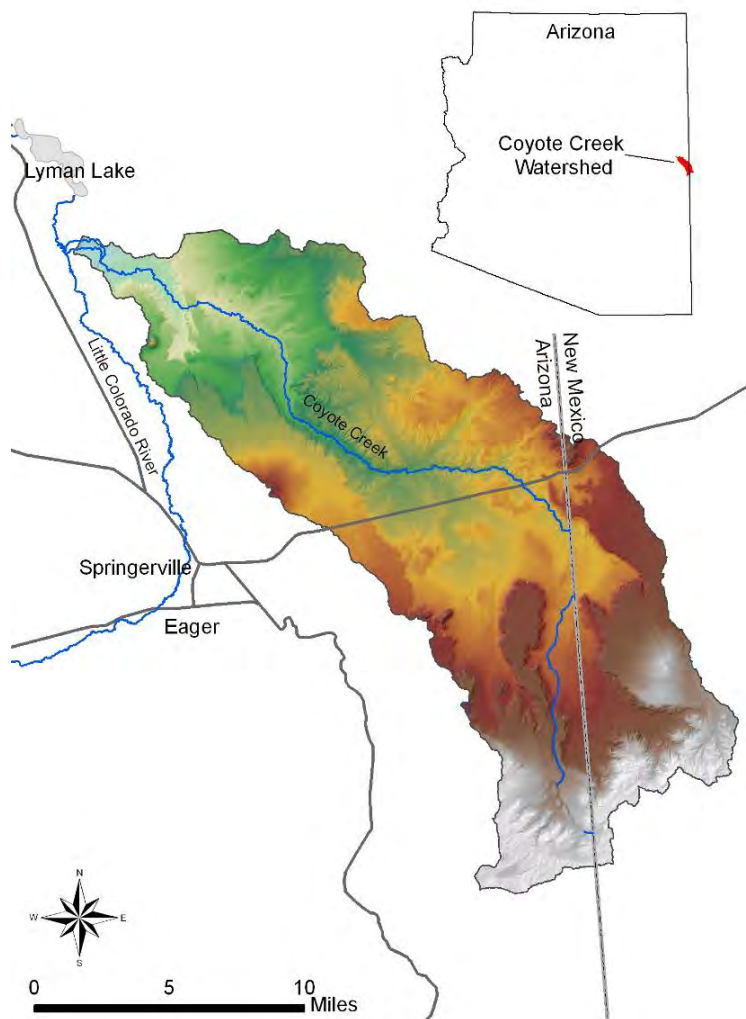 Arizona
Coyote Creek
Watershed
Lyman Lake
Little Colorado River
New Mexico
Arizona
Coyote Creek
Springerville
Eager
N
W
E
S
0
5
10
Miles